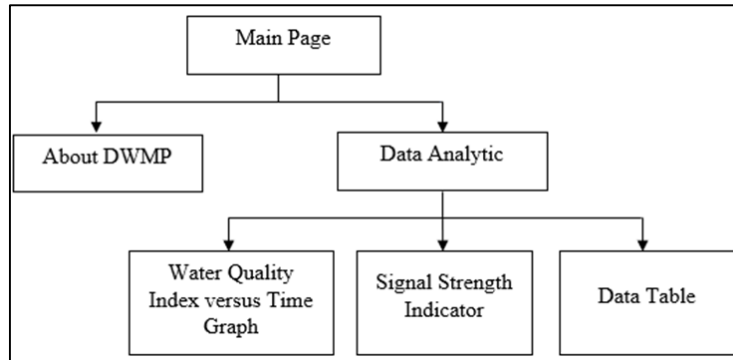 Main Page
About DWMP
Data Analytic
Water Quality
Index versus Time
Graph
Signal Strength
Indicator
Data Table